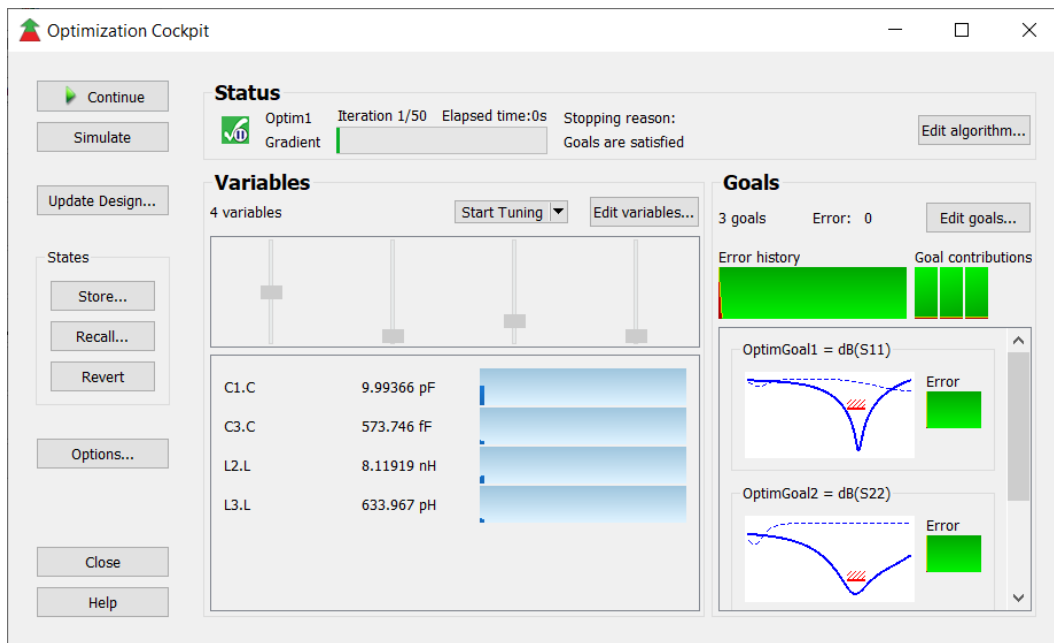 Optimization Cockpit
Continue
Simulate
Update Design...
States
Store...
Recall...
Revert
Options...
Close
Help
Status
Optim1 Iteration 1/50 Elapsed time:0s Stopping reason:
Gradient Goals are satisfied
Edit algorithm...
Variables
4 variables Start Tuning Edit variables...
C1.C 9.99366 pF
C3.C 573.746 fF
L2.L 8.11919 nH
L3.L 633.967 pH
Goals
3 goals Error: 0 Edit goals...
Error history Goal contributions
OptimGoal1 = dB(S11)
Error
OptimGoal2 = dB(S22)
Error